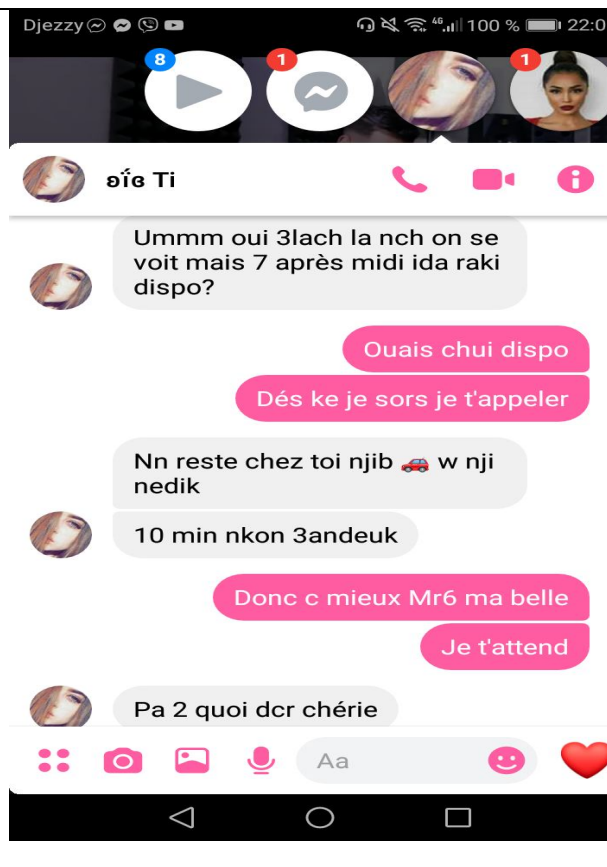 Djezzy 4G 100 % 22:0
8 1 1
ʚΐɞ Ti
Ummm oui 3lach la nch on se
voit mais 7 après midi ida raki
dispo?
Ouais chui dispo
Dés ke je sors je t'appeler
Nn reste chez toi njib 🚗 w nji
nedik
10 min nkon 3andeuk
Donc c mieux Mr6 ma belle
Je t'attend
Pa 2 quoi dcr chérie
Aa